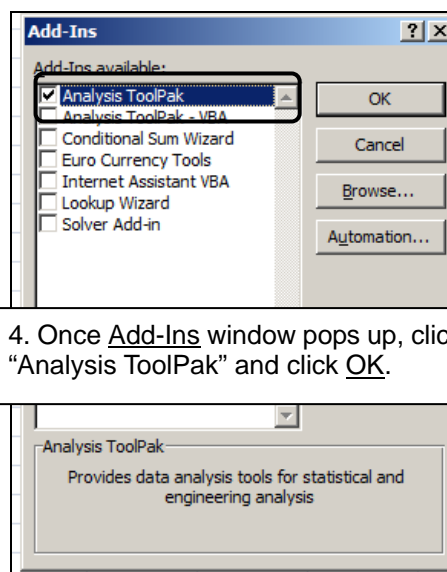 Add-Ins
Add-Ins available:
Analysis ToolPak
OK
Analysis ToolPak - VBA
Conditional Sum Wizard
Cancel
Euro Currency Tools
Internet Assistant VBA
Browse...
Lookup Wizard
Solver Add-in
Automation...
4. Once Add-Ins window pops up, clic
“Analysis ToolPak” and click OK.
Analysis ToolPak
Provides data analysis tools for statistical and
engineering analysis